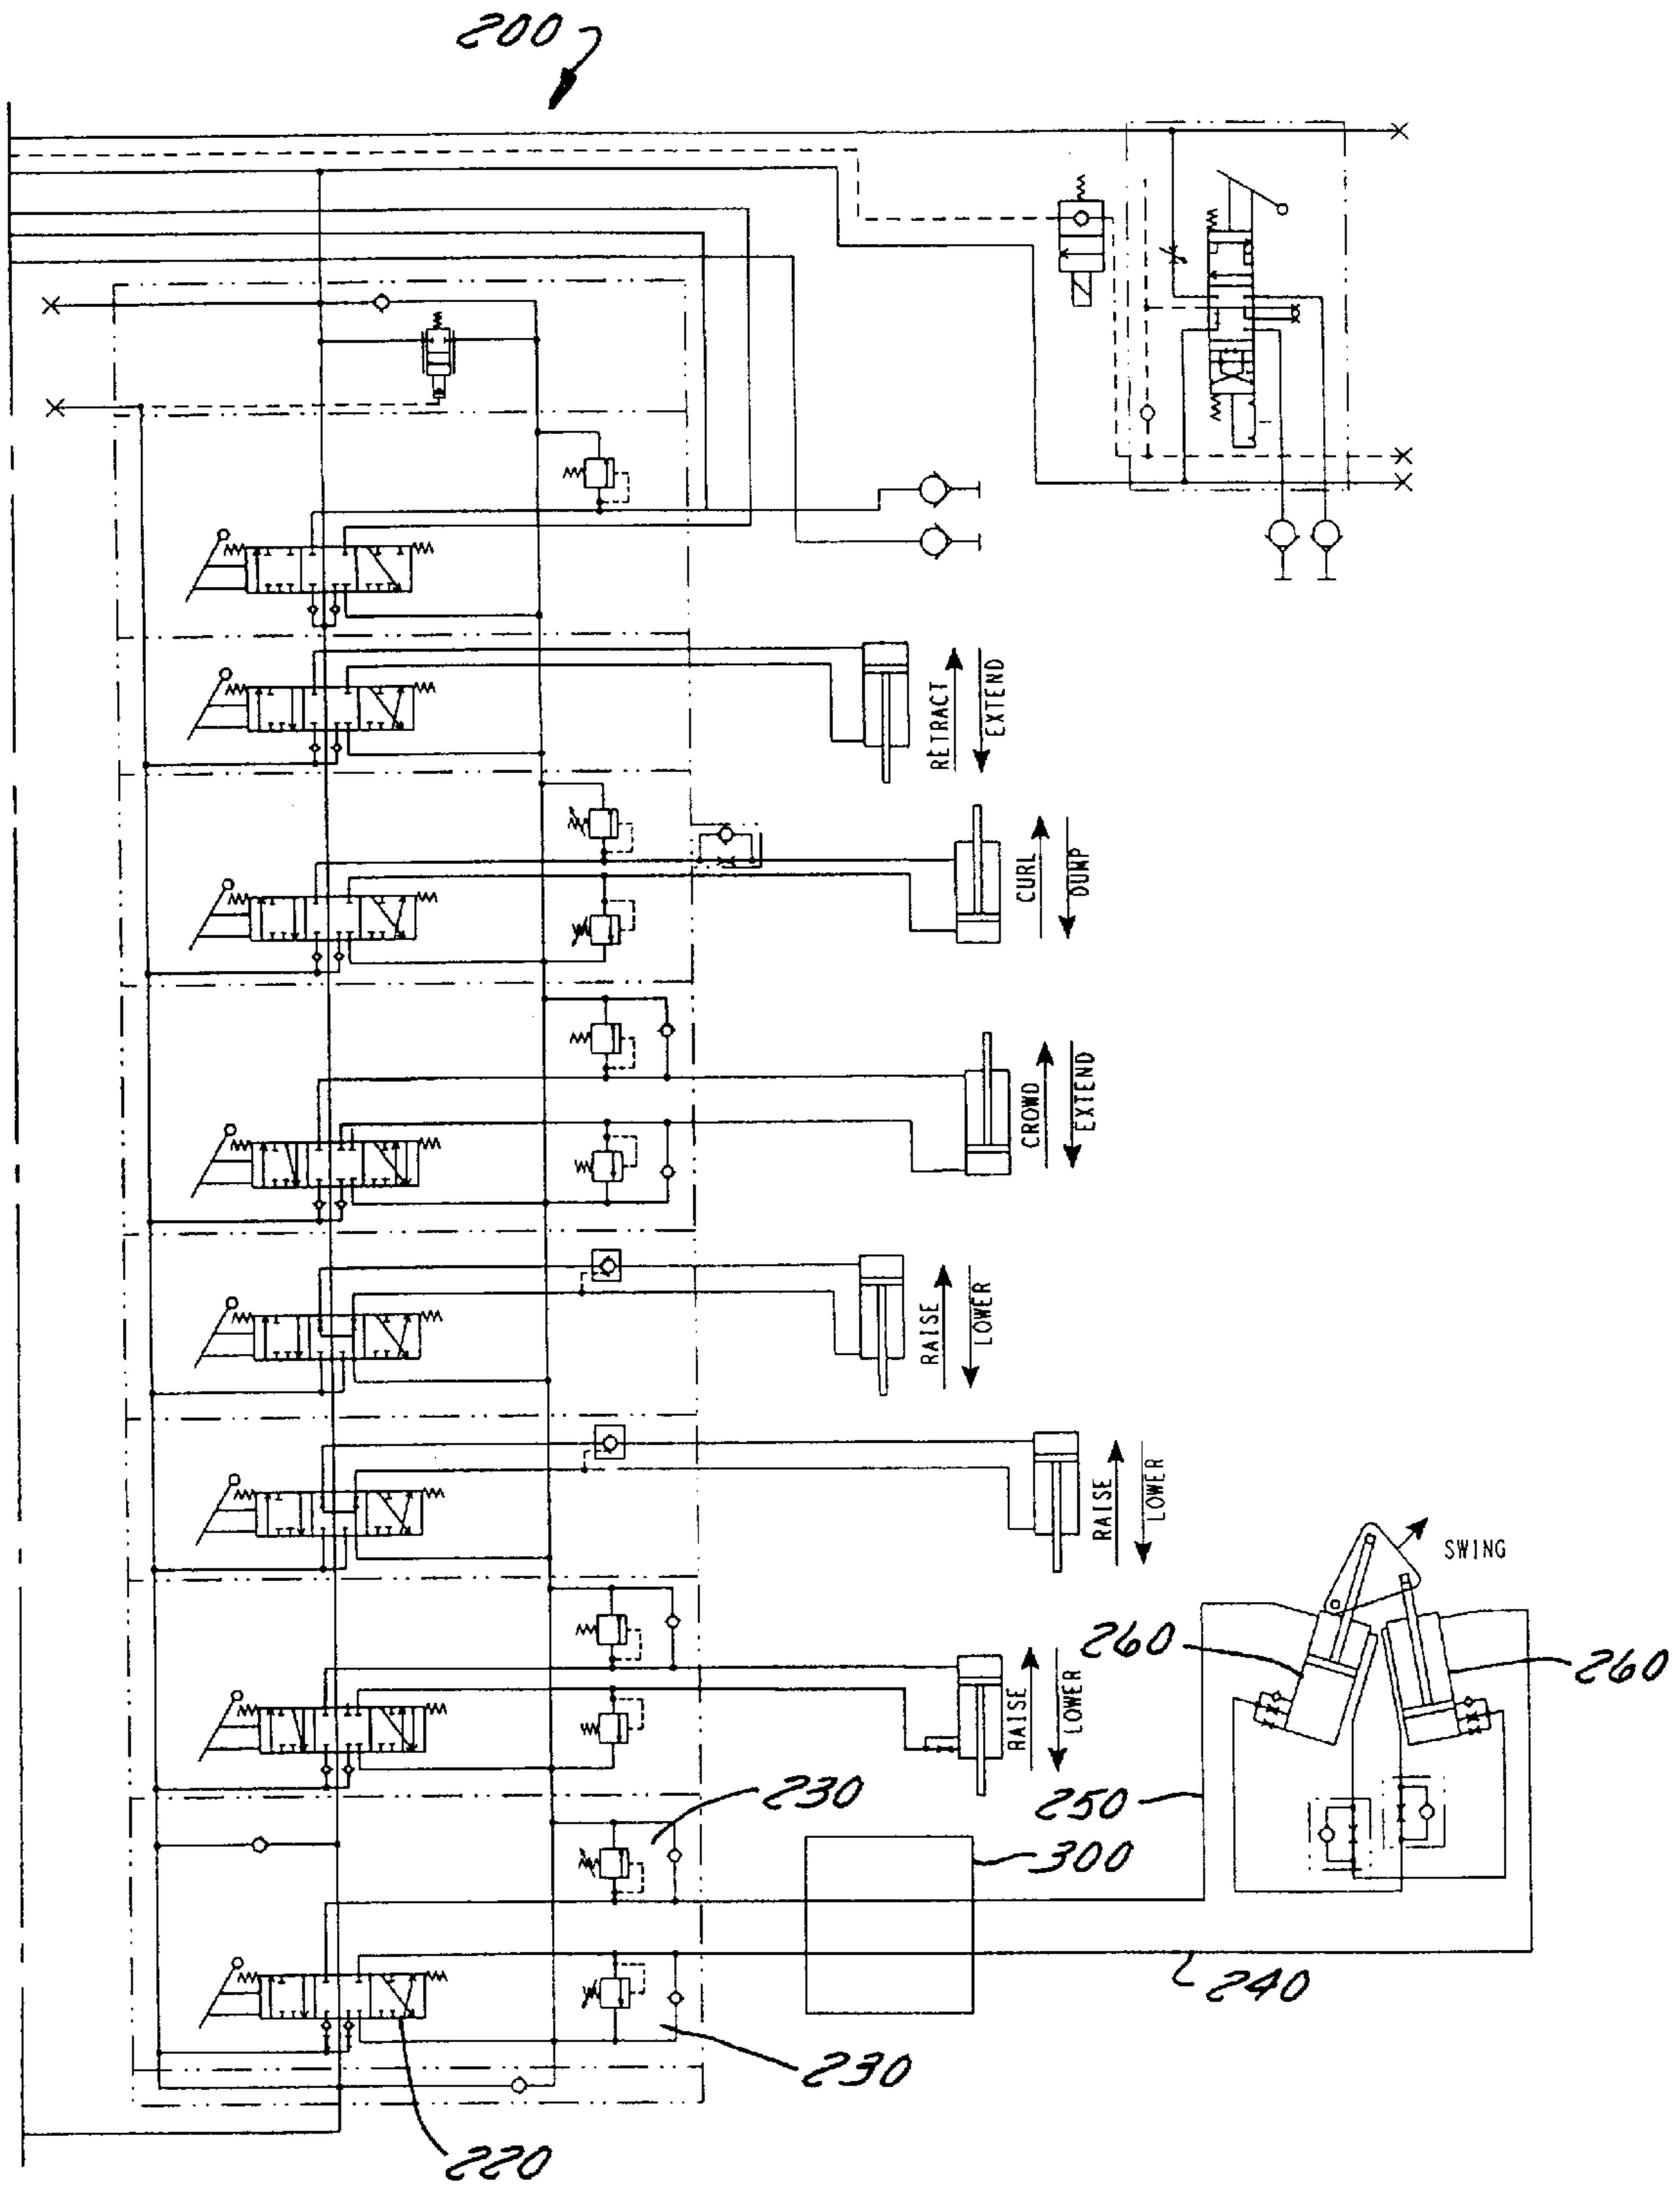 200
RETRACT
EXTEND
CURL
DUMP
CROWD
EXTEND
RAISE
LOWER
RAISE
LOWER
SWING
260
260
RAISE
LOWER
230
250
300
240
230
220